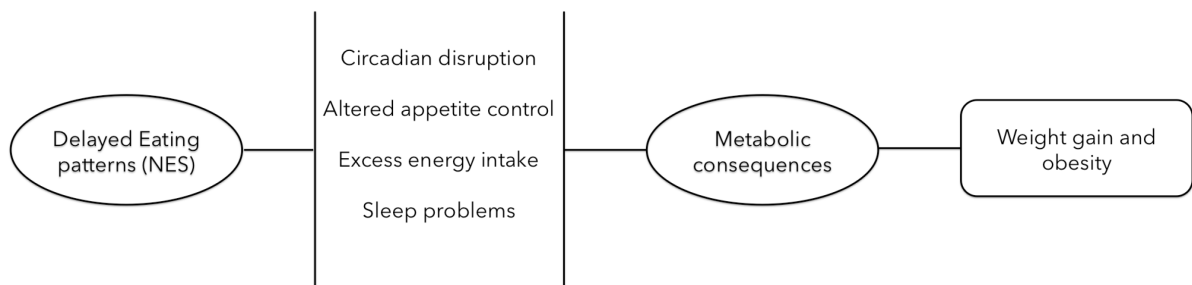 Delayed Eating
patterns (NES)
Circadian disruption
Altered appetite control
Excess energy intake
Sleep problems
Metabolic
consequences
Weight gain and
obesity